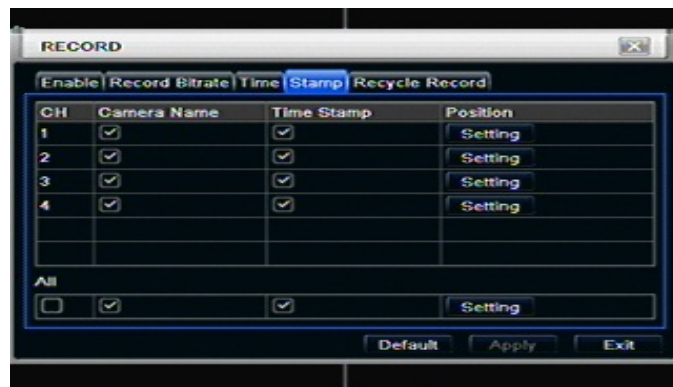 RECORD
Enable Record Bitrate Time Stamp Recycle Record
CH Camera Name Time Stamp Position
1 Setting
2 Setting
3 Setting
4 Setting
All
Setting
Default Apply Exit